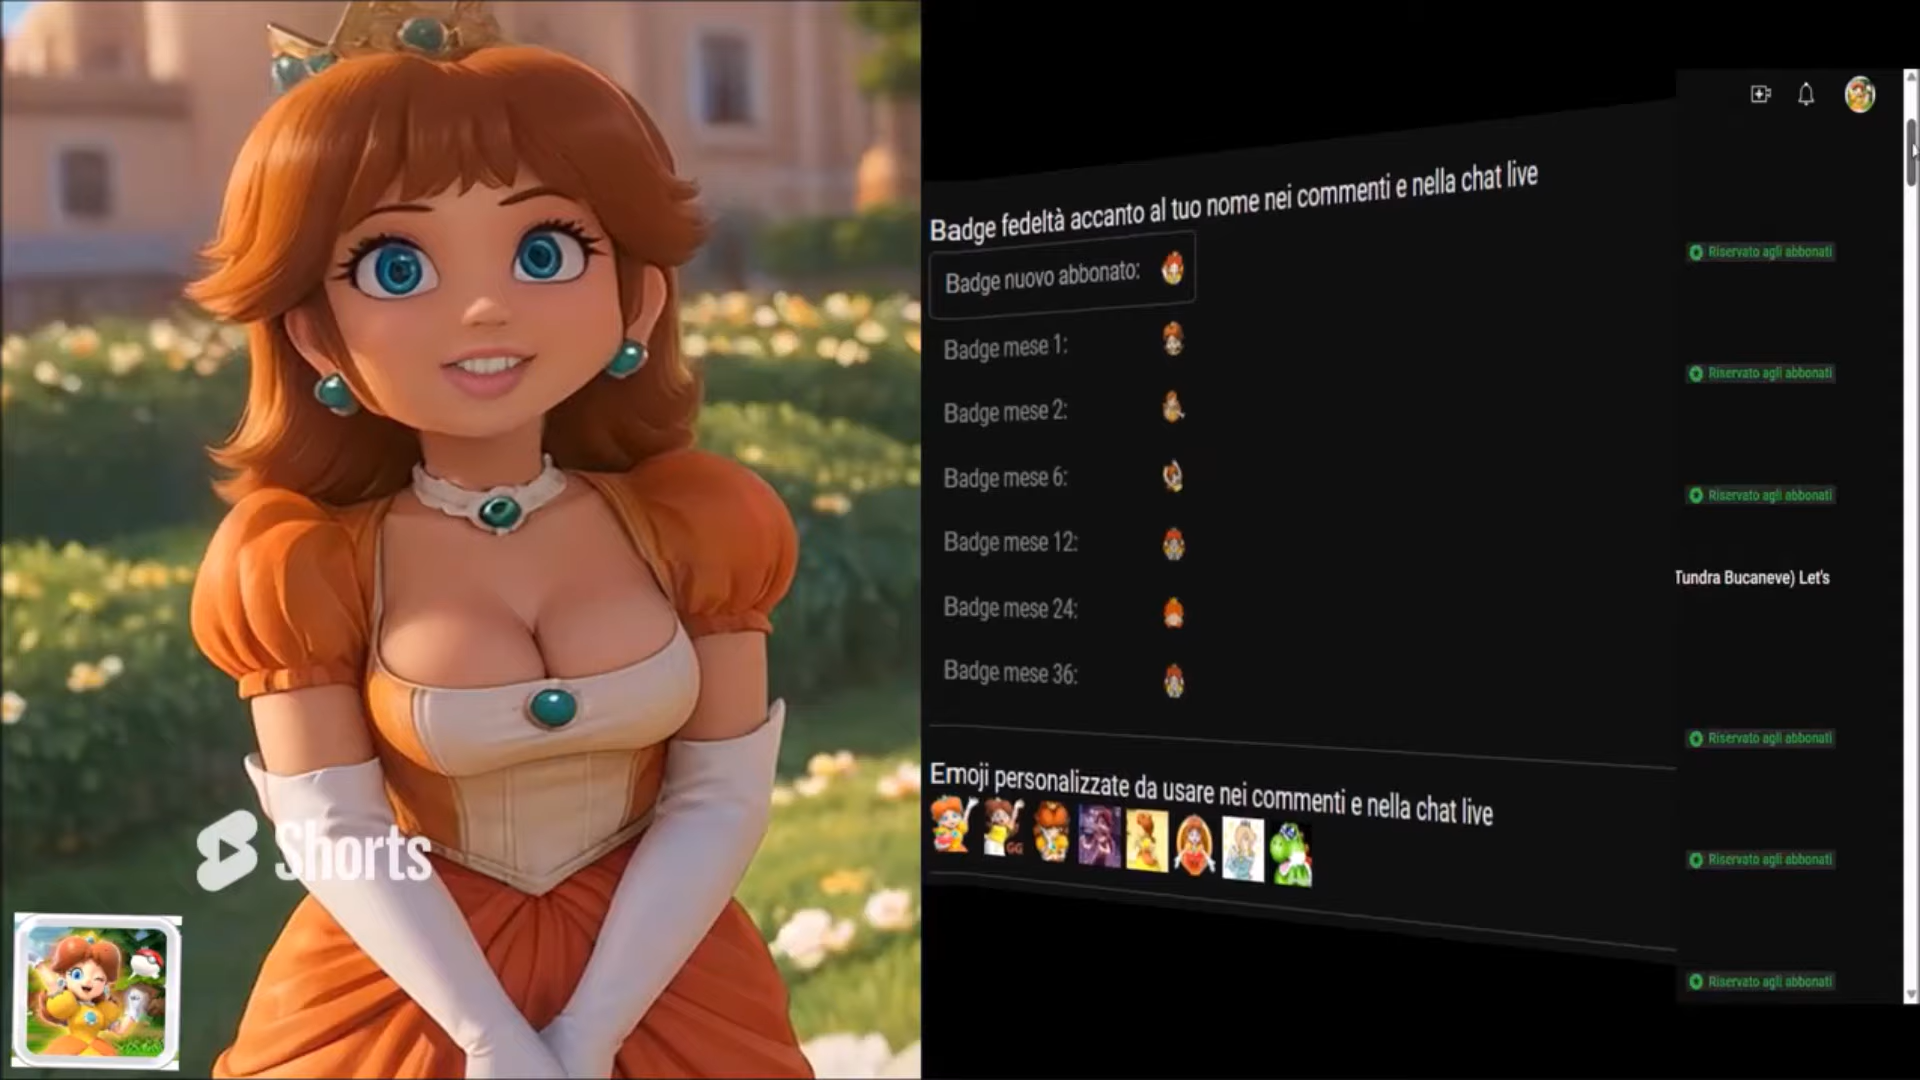 Shorts
Badge fedeltà accanto al tuo nome nei commenti e nella chat live
Badge nuovo abbonato:
Badge mese 1:
Badge mese 2:
Badge mese 6:
Badge mese 12:
Badge mese 24:
Badge mese 36:
Emoji personalizzate da usare nei commenti e nella chat live
GG
Riservato agli abbonati
Riservato agli abbonati
Riservato agli abbonati
Tundra Bucaneve) Let's
Riservato agli abbonati
Riservato agli abbonati
Riservato agli abbonati